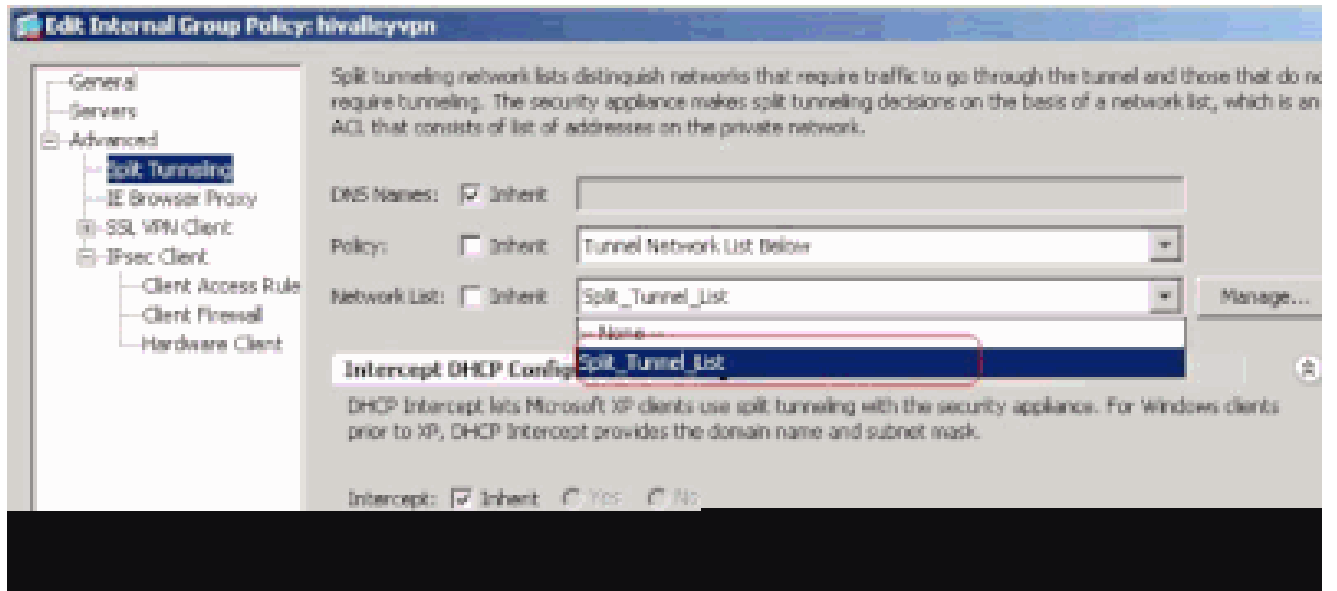 Edit Internal Group Policy: hivalleyvpn
General
Servers
Advanced
Split Tunneling
IE Browser Proxy
SSL VPN Client
IPsec Client
Client Access Rule
Client Firewall
Hardware Client
Split tunneling network lists distinguish networks that require traffic to go through the tunnel and those that do no
require tunneling. The security appliance makes split tunneling decisions on the basis of a network list, which is an
ACL that consists of list of addresses on the private network.
DNS Names: Inherit
Policy: Inherit Tunnel Network List Below
Network List: Inherit Split_Tunnel_List Manage...
-- None --
Split_Tunnel_List
Intercept DHCP Config
DHCP Intercept lets Microsoft XP clients use split tunneling with the security appliance. For Windows clients
prior to XP, DHCP Intercept provides the domain name and subnet mask.
Intercept: Inherit Yes No